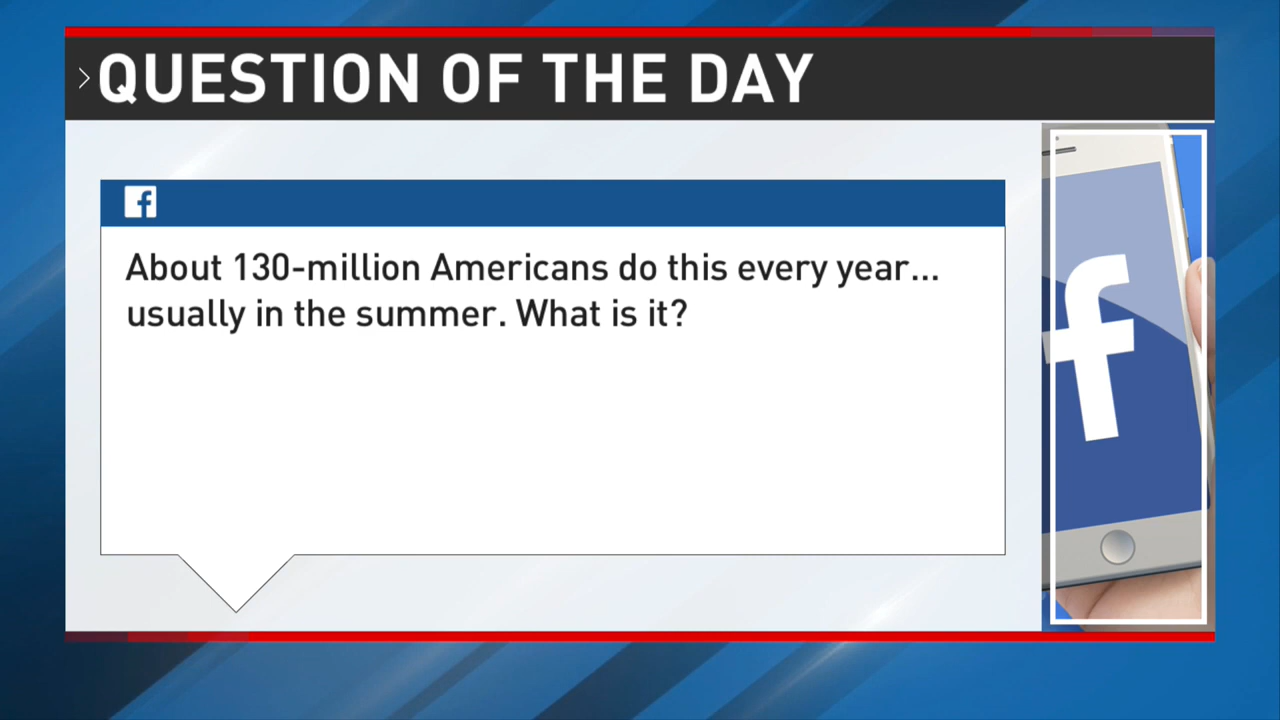 QUESTION OF THE DAY
About 130-million Americans do this every year...
usually in the summer. What is it?